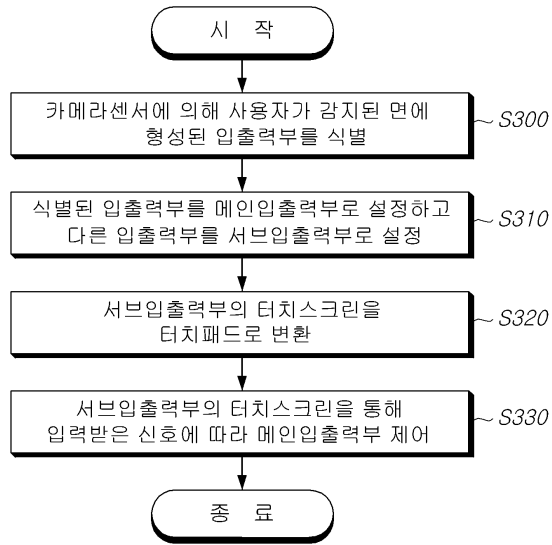 시 작
카메라센서에 의해 사용자가 감지된 면에
형성된 입출력부를 식별
S300
식별된 입출력부를 메인입출력부로 설정하고
다른 입출력부를 서브입출력부로 설정
S310
서브입출력부의 터치스크린을
터치패드로 변환
S320
서브입출력부의 터치스크린을 통해
입력받은 신호에 따라 메인입출력부 제어
S330
종 료